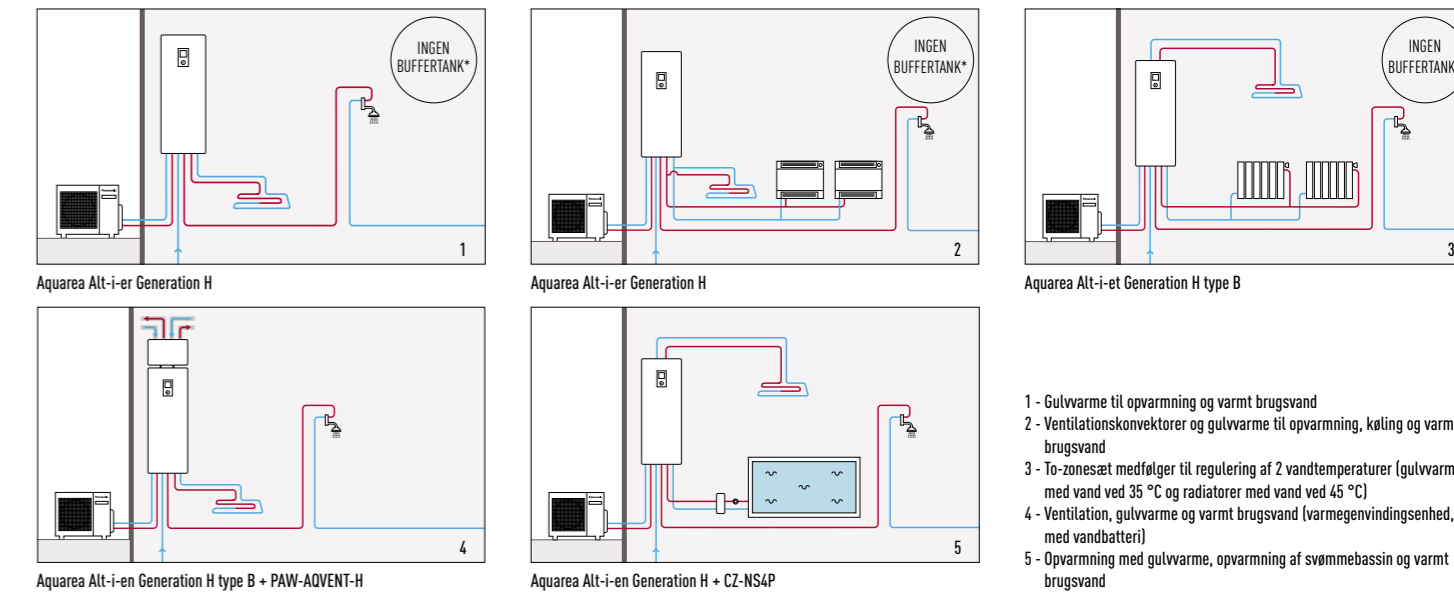 INGEN
BUFFERTANK*
1
Aquarea Alt-i-er Generation H
INGEN
BUFFERTANK*
2
Aquarea Alt-i-er Generation H
INGEN
BUFFERTANK
3
Aquarea Alt-i-et Generation H type B
4
Aquarea Alt-i-en Generation H type B + PAW-AQVENT-H
5
Aquarea Alt-i-en Generation H + CZ-NS4P
1 - Gulvvarme til opvarmning og varmt brugsvand
2 - Ventilationskonvektorer og gulvvarme til opvarmning, køling og varm
brugsvand
3 - To-zonesæt medfølger til regulering af 2 vandtemperaturer (gulvvarm
med vand ved 35 °C og radiatorer med vand ved 45 °C)
4 - Ventilation, gulvvarme og varmt brugsvand (varmegenvindingsenhed,
med vandbatteri)
5 - Opvarmning med gulvvarme, opvarmning af svømmebassin og varmt
brugsvand